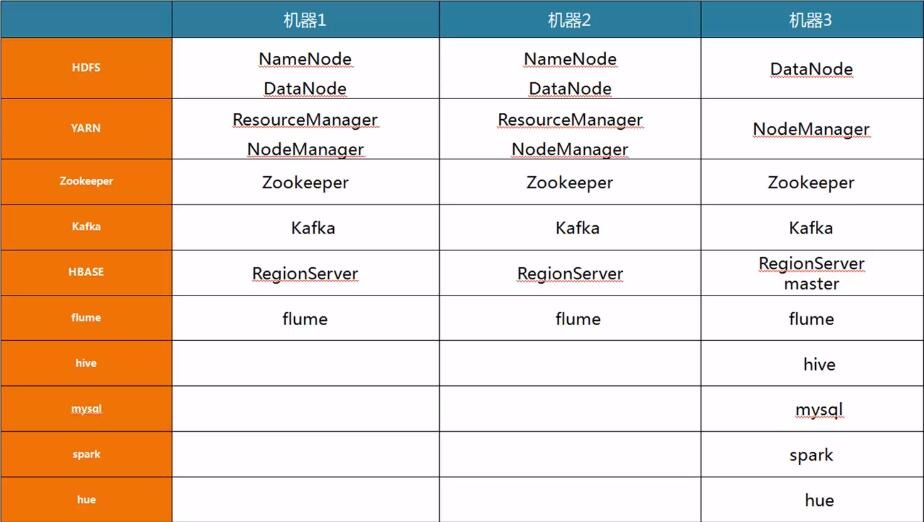 机器1 机器2 机器3
HDFS NameNode NameNode DataNode
DataNode DataNode
YARN ResourceManager ResourceManager NodeManager
NodeManager NodeManager
Zookeeper Zookeeper Zookeeper Zookeeper
Kafka Kafka Kafka Kafka
HBASE RegionServer RegionServer RegionServer
master
flume flume flume flume
hive hive
mysql mysql
spark spark
hue hue